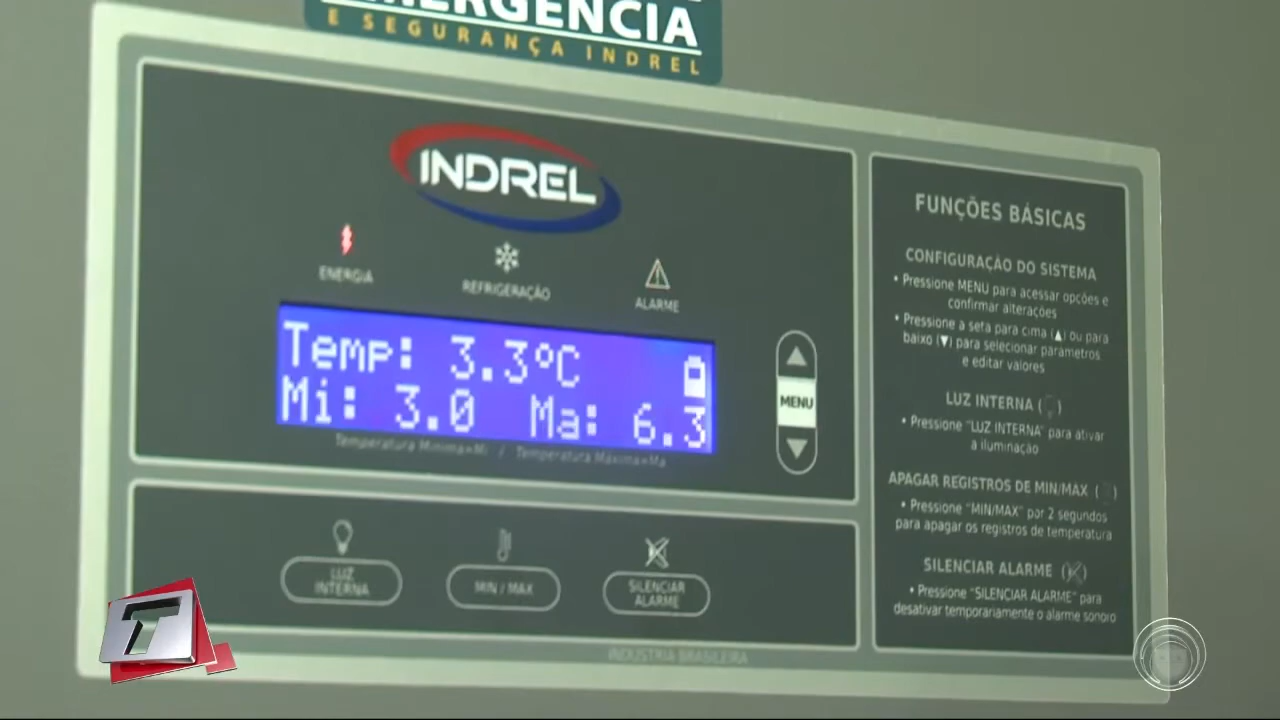 EMERGÊNCIA
E SEGURANÇA INDREL
INDREL
ENERGIA
REFRIGERAÇÃO
ALARME
Temp: 3.3ºC
Mi: 3.0 Ma: 6.3
Temperatura Mínima=Mi / Temperatura Máxima=Ma
MENU
LUZ
INTERNA
MIN / MAX
SILENCIAR
ALARME
INDÚSTRIA BRASILEIRA
FUNÇÕES BÁSICAS
CONFIGURAÇÃO DO SISTEMA
• Pressione MENU para acessar opções e
confirmar alterações
• Pressione a seta para cima (▲) ou para
baixo (▼) para selecionar parâmetros
e editar valores
LUZ INTERNA ( )
• Pressione "LUZ INTERNA" para ativar
a iluminação
APAGAR REGISTROS DE MIN/MAX ( )
• Pressione "MIN/MAX" por 2 segundos
para apagar os registros de temperatura
SILENCIAR ALARME ( )
• Pressione "SILENCIAR ALARME" para
desativar temporariamente o alarme sonoro
T